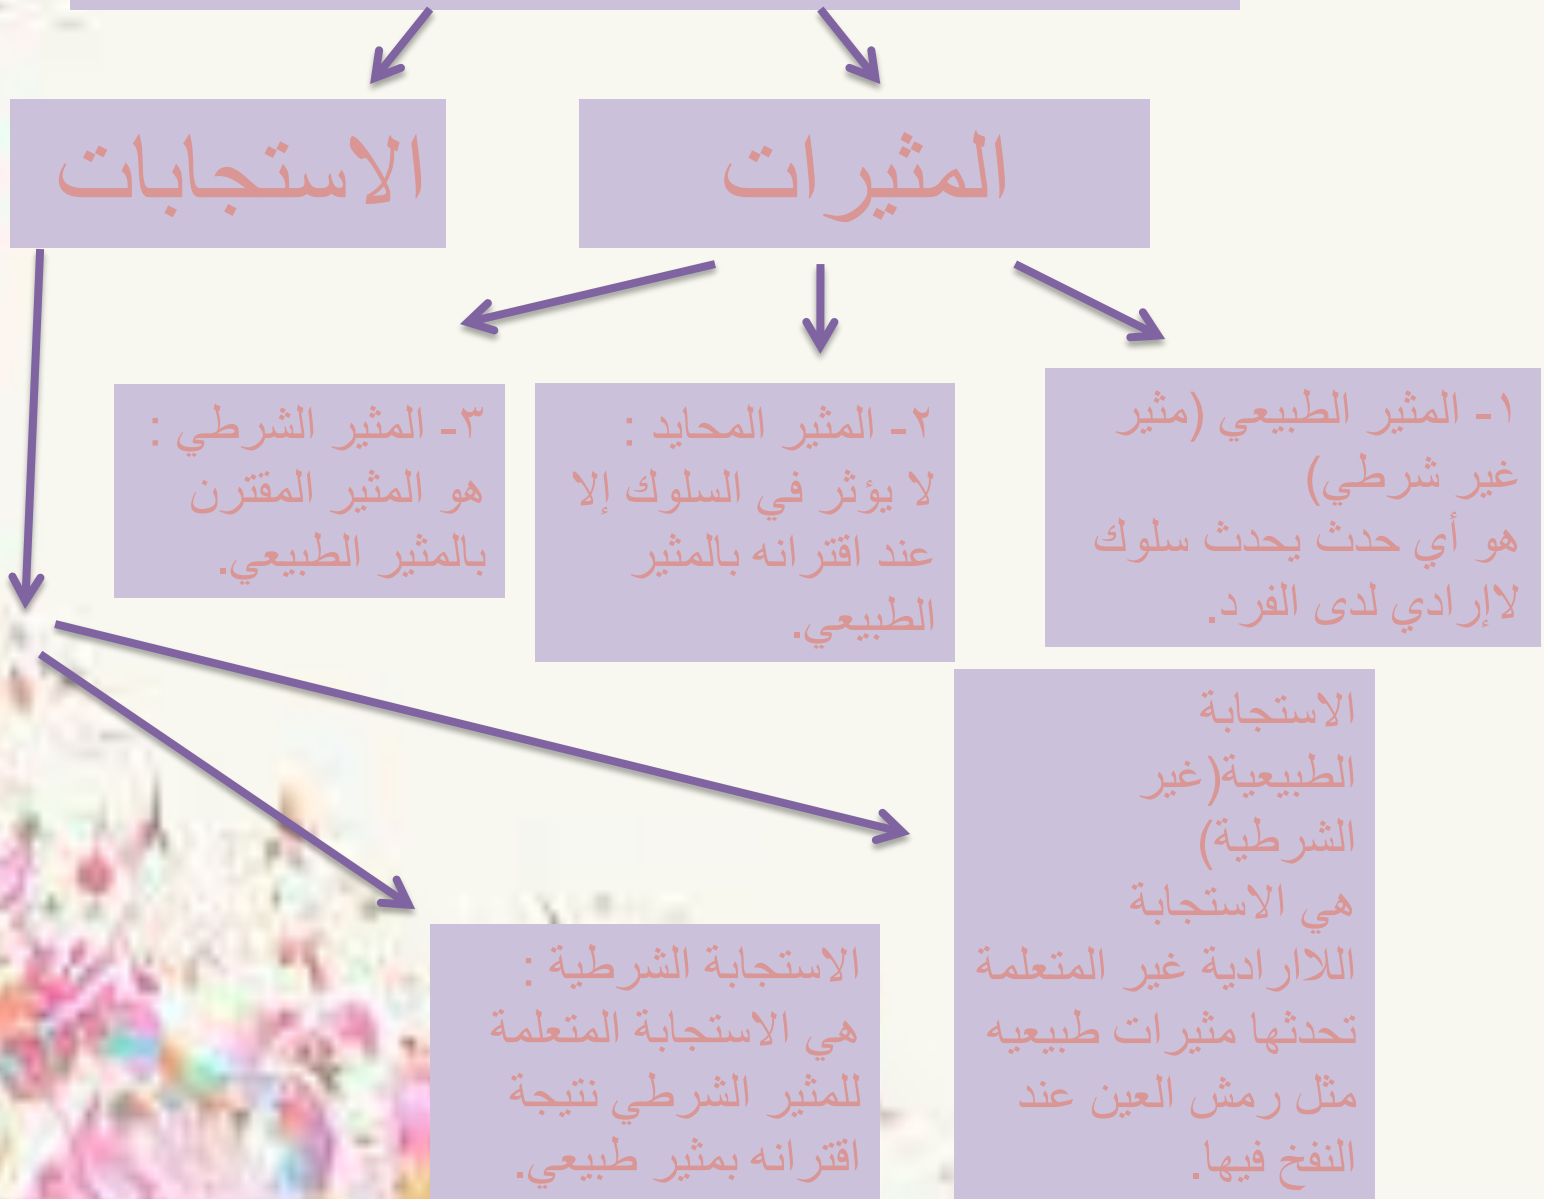 المثيرات
الاستجابات
١- المثير الطبيعي (مثير
غير شرطي)
هو أي حدث يحدث سلوك
لاإرادي لدى الفرد.
٢- المثير المحايد :
لا يؤثر في السلوك إلا
عند اقترانه بالمثير
الطبيعي.
٣- المثير الشرطي :
هو المثير المقترن
بالمثير الطبيعي.
الاستجابة
الطبيعية(غير
الشرطية)
هي الاستجابة
اللاارادية غير المتعلمة
تحدثها مثيرات طبيعيه
مثل رمش العين عند
النفخ فيها.
الاستجابة الشرطية :
هي الاستجابة المتعلمة
للمثير الشرطي نتيجة
اقترانه بمثير طبيعي.